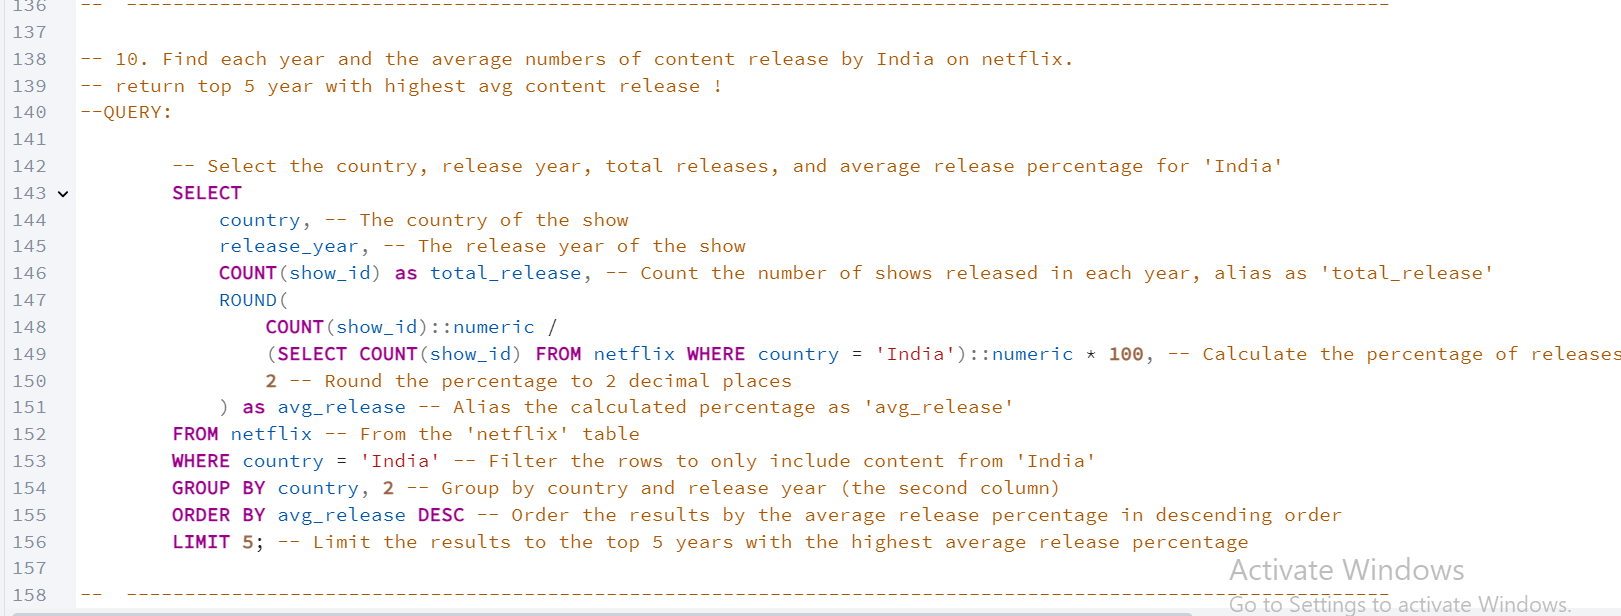 136 -- ------------------------------------------------------------------------------------------------------------
137
138 -- 10. Find each year and the average numbers of content release by India on netflix.
139 -- return top 5 year with highest avg content release !
140 --QUERY:
141
142 -- Select the country, release year, total releases, and average release percentage for 'India'
143 SELECT
144 country, -- The country of the show
145 release_year, -- The release year of the show
146 COUNT(show_id) as total_release, -- Count the number of shows released in each year, alias as 'total_release'
147 ROUND(
148 COUNT(show_id)::numeric /
149 (SELECT COUNT(show_id) FROM netflix WHERE country = 'India')::numeric * 100, -- Calculate the percentage of releases
150 2 -- Round the percentage to 2 decimal places
151 ) as avg_release -- Alias the calculated percentage as 'avg_release'
152 FROM netflix -- From the 'netflix' table
153 WHERE country = 'India' -- Filter the rows to only include content from 'India'
154 GROUP BY country, 2 -- Group by country and release year (the second column)
155 ORDER BY avg_release DESC -- Order the results by the average release percentage in descending order
156 LIMIT 5; -- Limit the results to the top 5 years with the highest average release percentage
157
Activate Windows
158 -- ------------------------------------------------------------------------------------------------------------
Go to Settings to activate Windows.